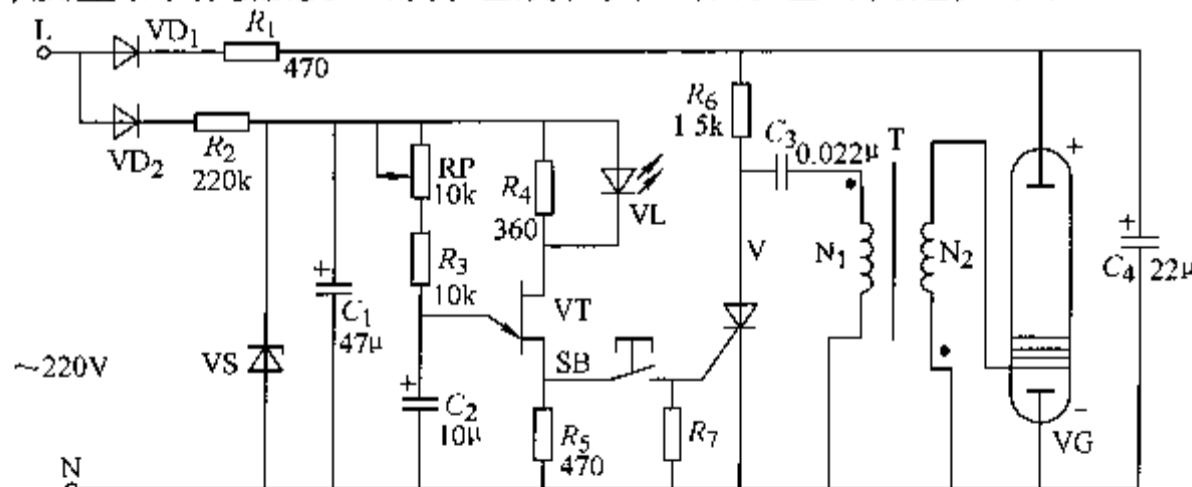 L
VD1
R1
470
VD2
R2
220k
RP
10k
R3
10k
R4
360
VL
R6
1 5k
C3
0.022μ
T
N1
N2
+
+
C4
22μ
V
VT
SB
+
C1
47μ
VS
~220V
+
C2
10μ
R5
470
R7
-
VG
N